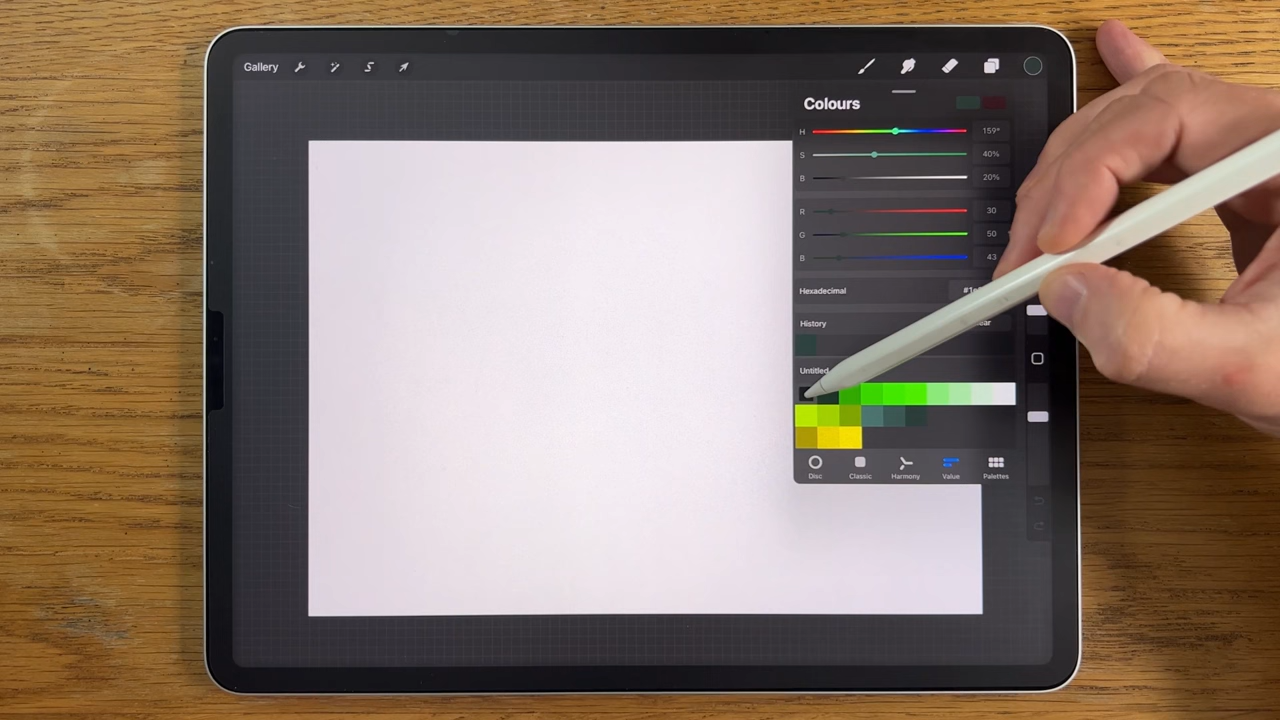 Gallery
Colours
H 159°
S 40%
B 20%
R 30
G 50
B 43
Hexadecimal
History
Untitled
Disc Classic Harmony Value Palettes